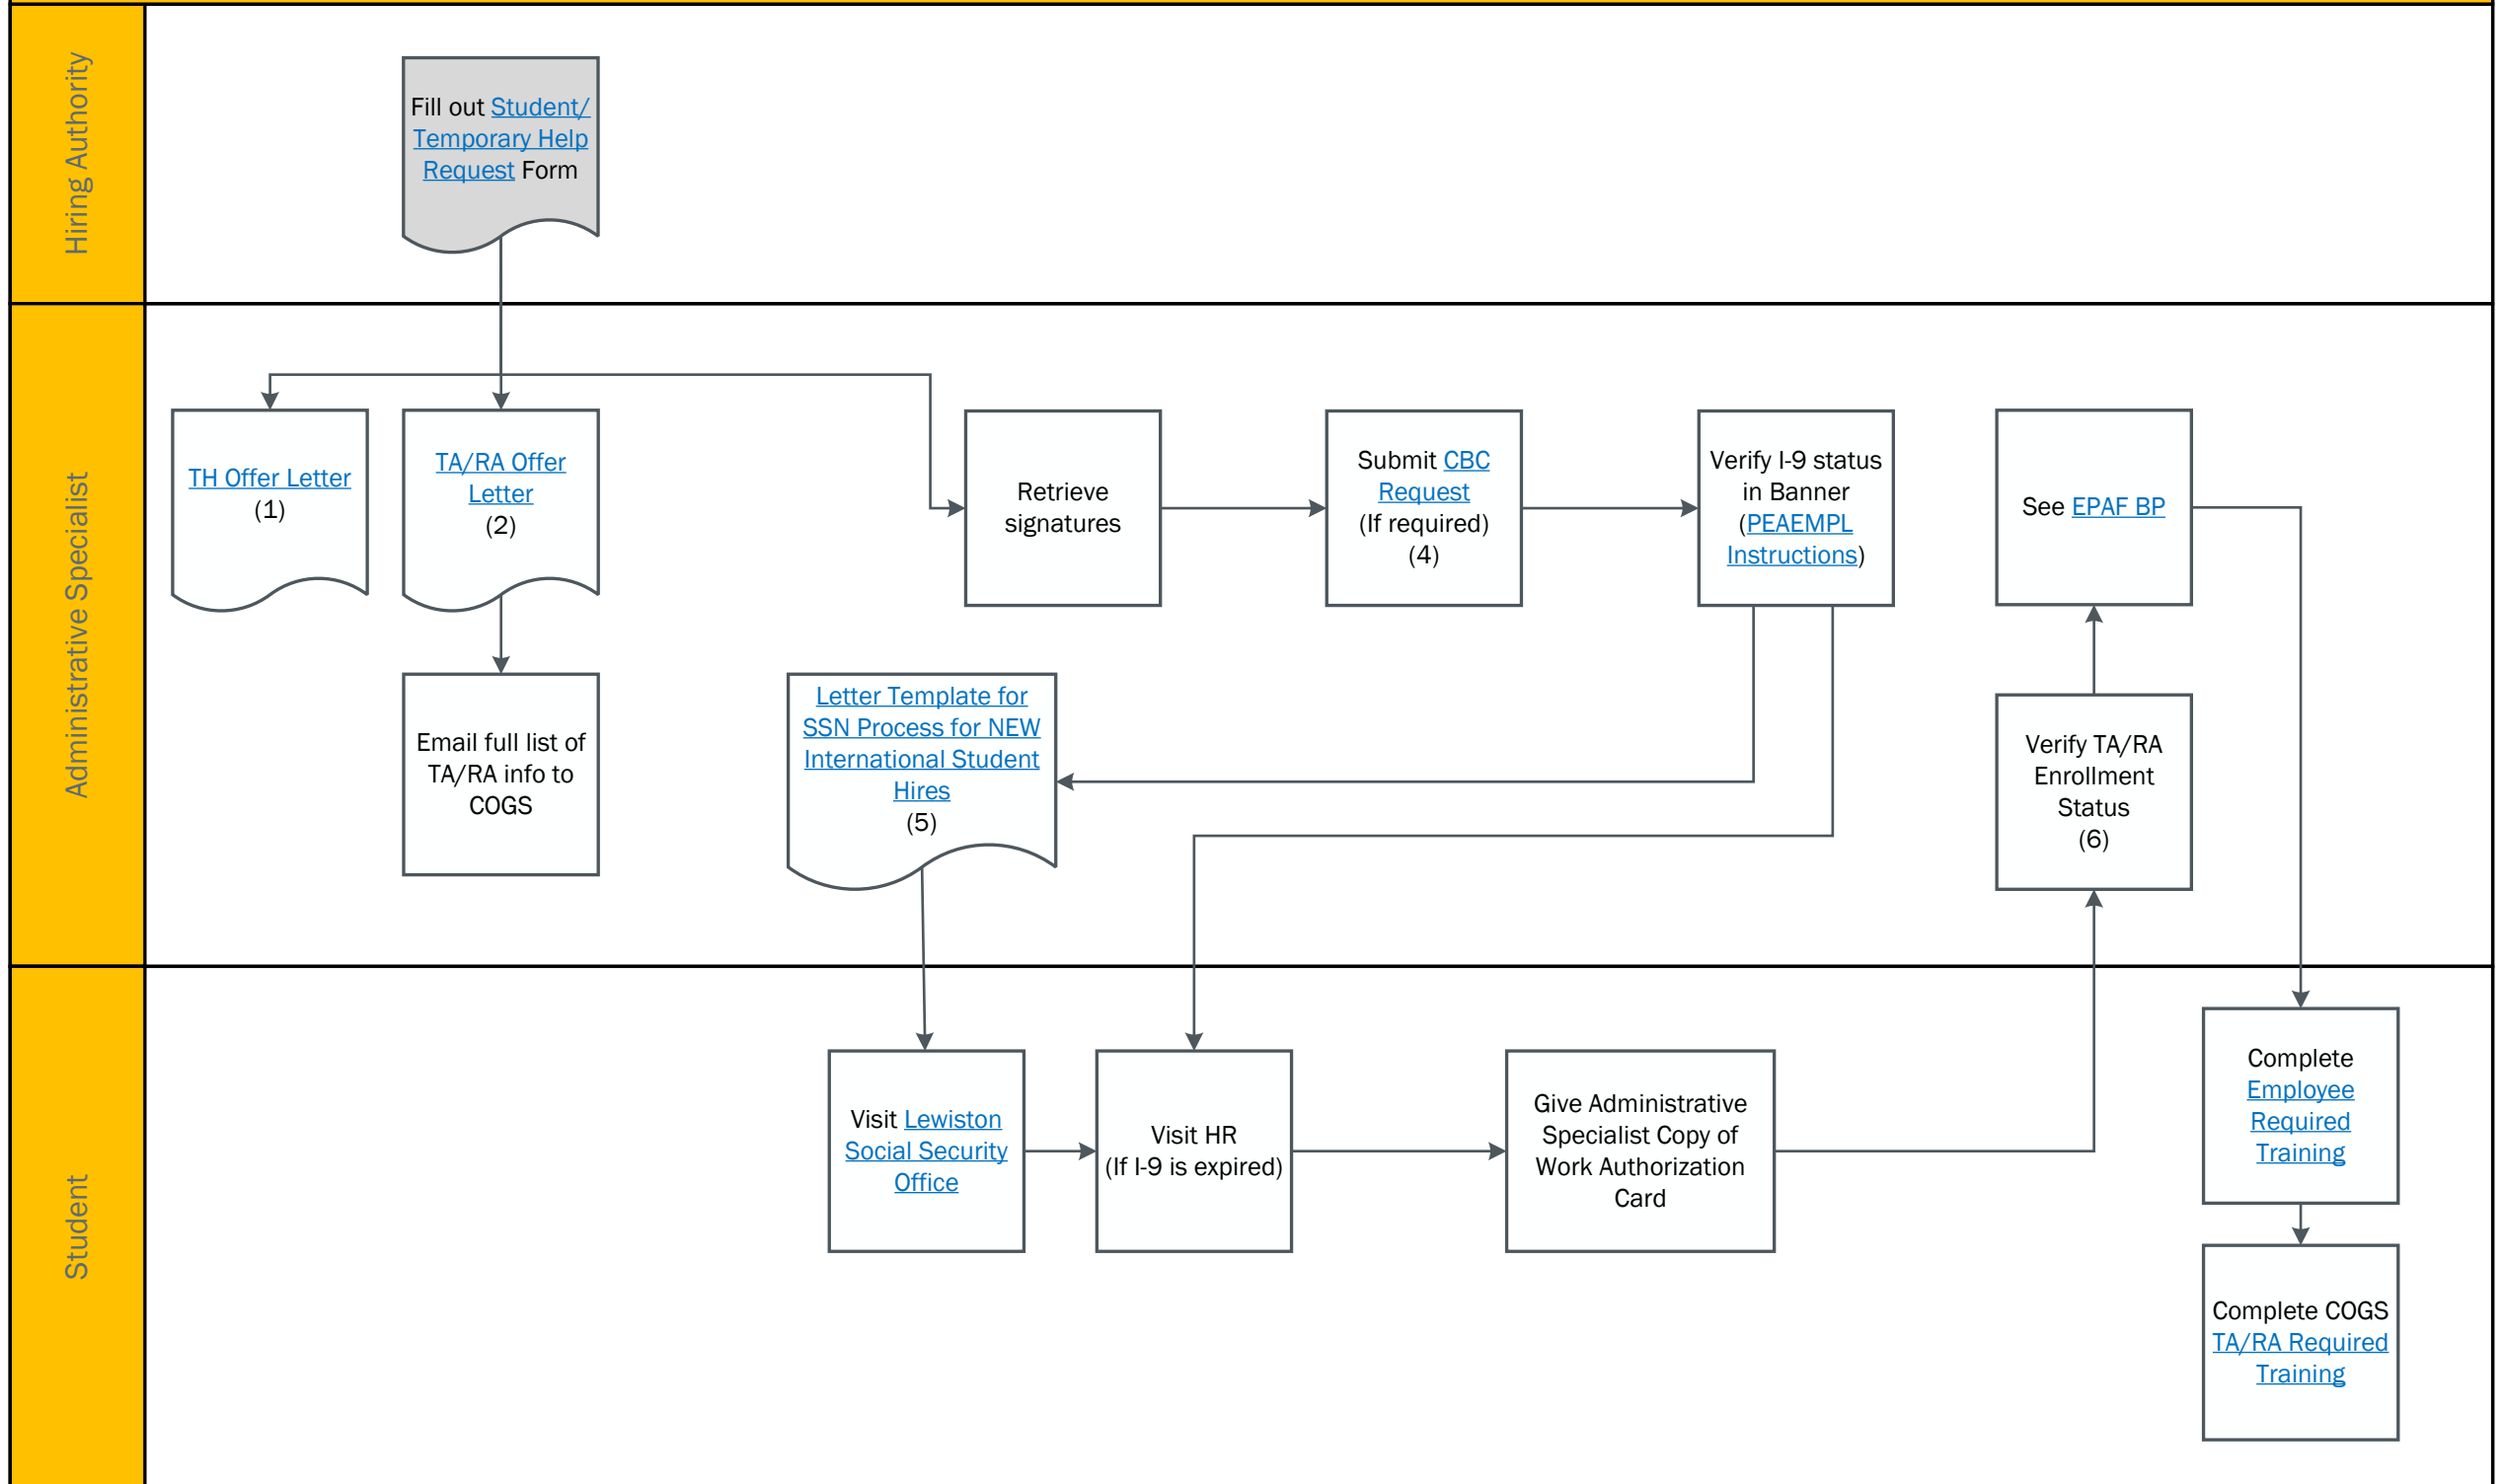 Hiring Authority
Fill out Student/
Temporary Help
Request Form
Administrative Specialist
TH Offer Letter
(1)
TA/RA Offer
Letter
(2)
Retrieve
signatures
Submit CBC
Request
(If required)
(4)
Verify I-9 status
in Banner
(PEAEMPL
Instructions)
See EPAF BP
Email full list of
TA/RA info to
COGS
Letter Template for
SSN Process for NEW
International Student
Hires
(5)
Verify TA/RA
Enrollment
Status
(6)
Student
Visit Lewiston
Social Security
Office
Visit HR
(If I-9 is expired)
Give Administrative
Specialist Copy of
Work Authorization
Card
Complete
Employee
Required
Training
Complete COGS
TA/RA Required
Training